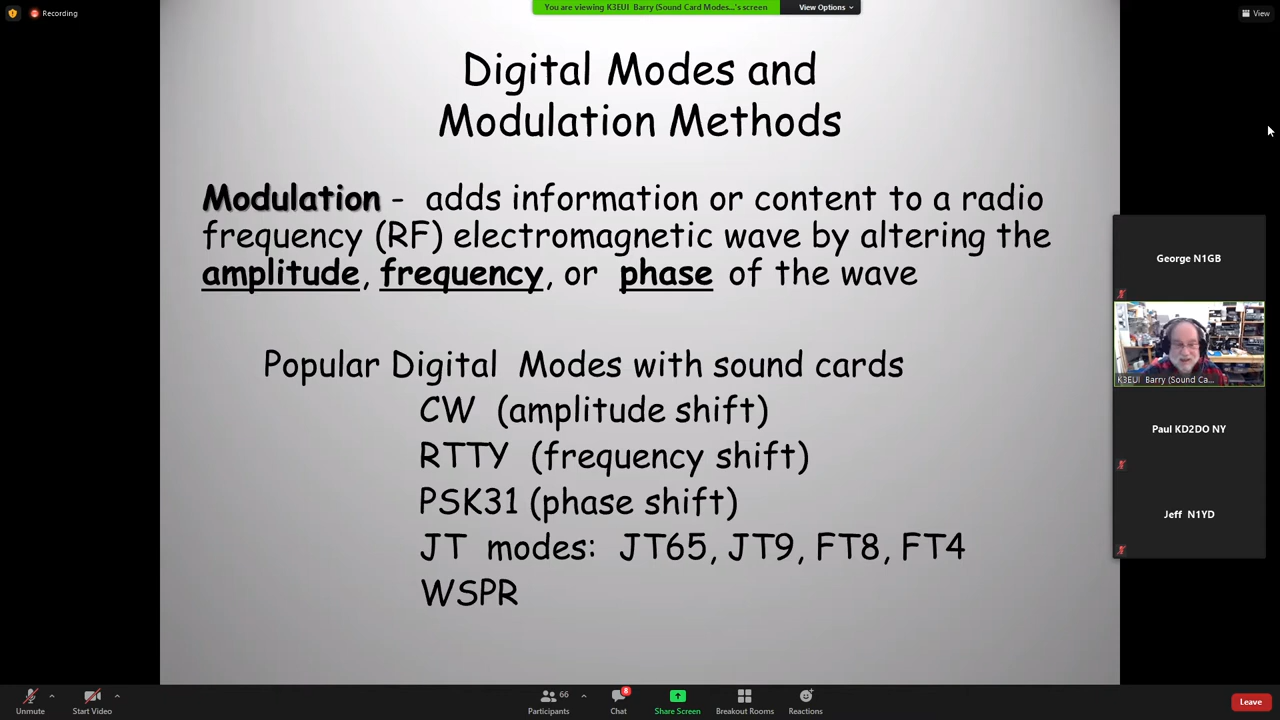 Recording
You are viewing K3EUI Barry (Sound Card Modes...'s screen
View Options
View
Digital Modes and
Modulation Methods
Modulation - adds information or content to a radio
frequency (RF) electromagnetic wave by altering the
amplitude, frequency, or phase of the wave
Popular Digital Modes with sound cards
CW (amplitude shift)
RTTY (frequency shift)
PSK31 (phase shift)
JT modes: JT65, JT9, FT8, FT4
WSPR
George N1GB
K3EUI Barry (Sound Ca...
Paul KD2DO NY
Jeff N1YD
Unmute
Start Video
66
Participants
8
Chat
Share Screen
Breakout Rooms
Reactions
Leave